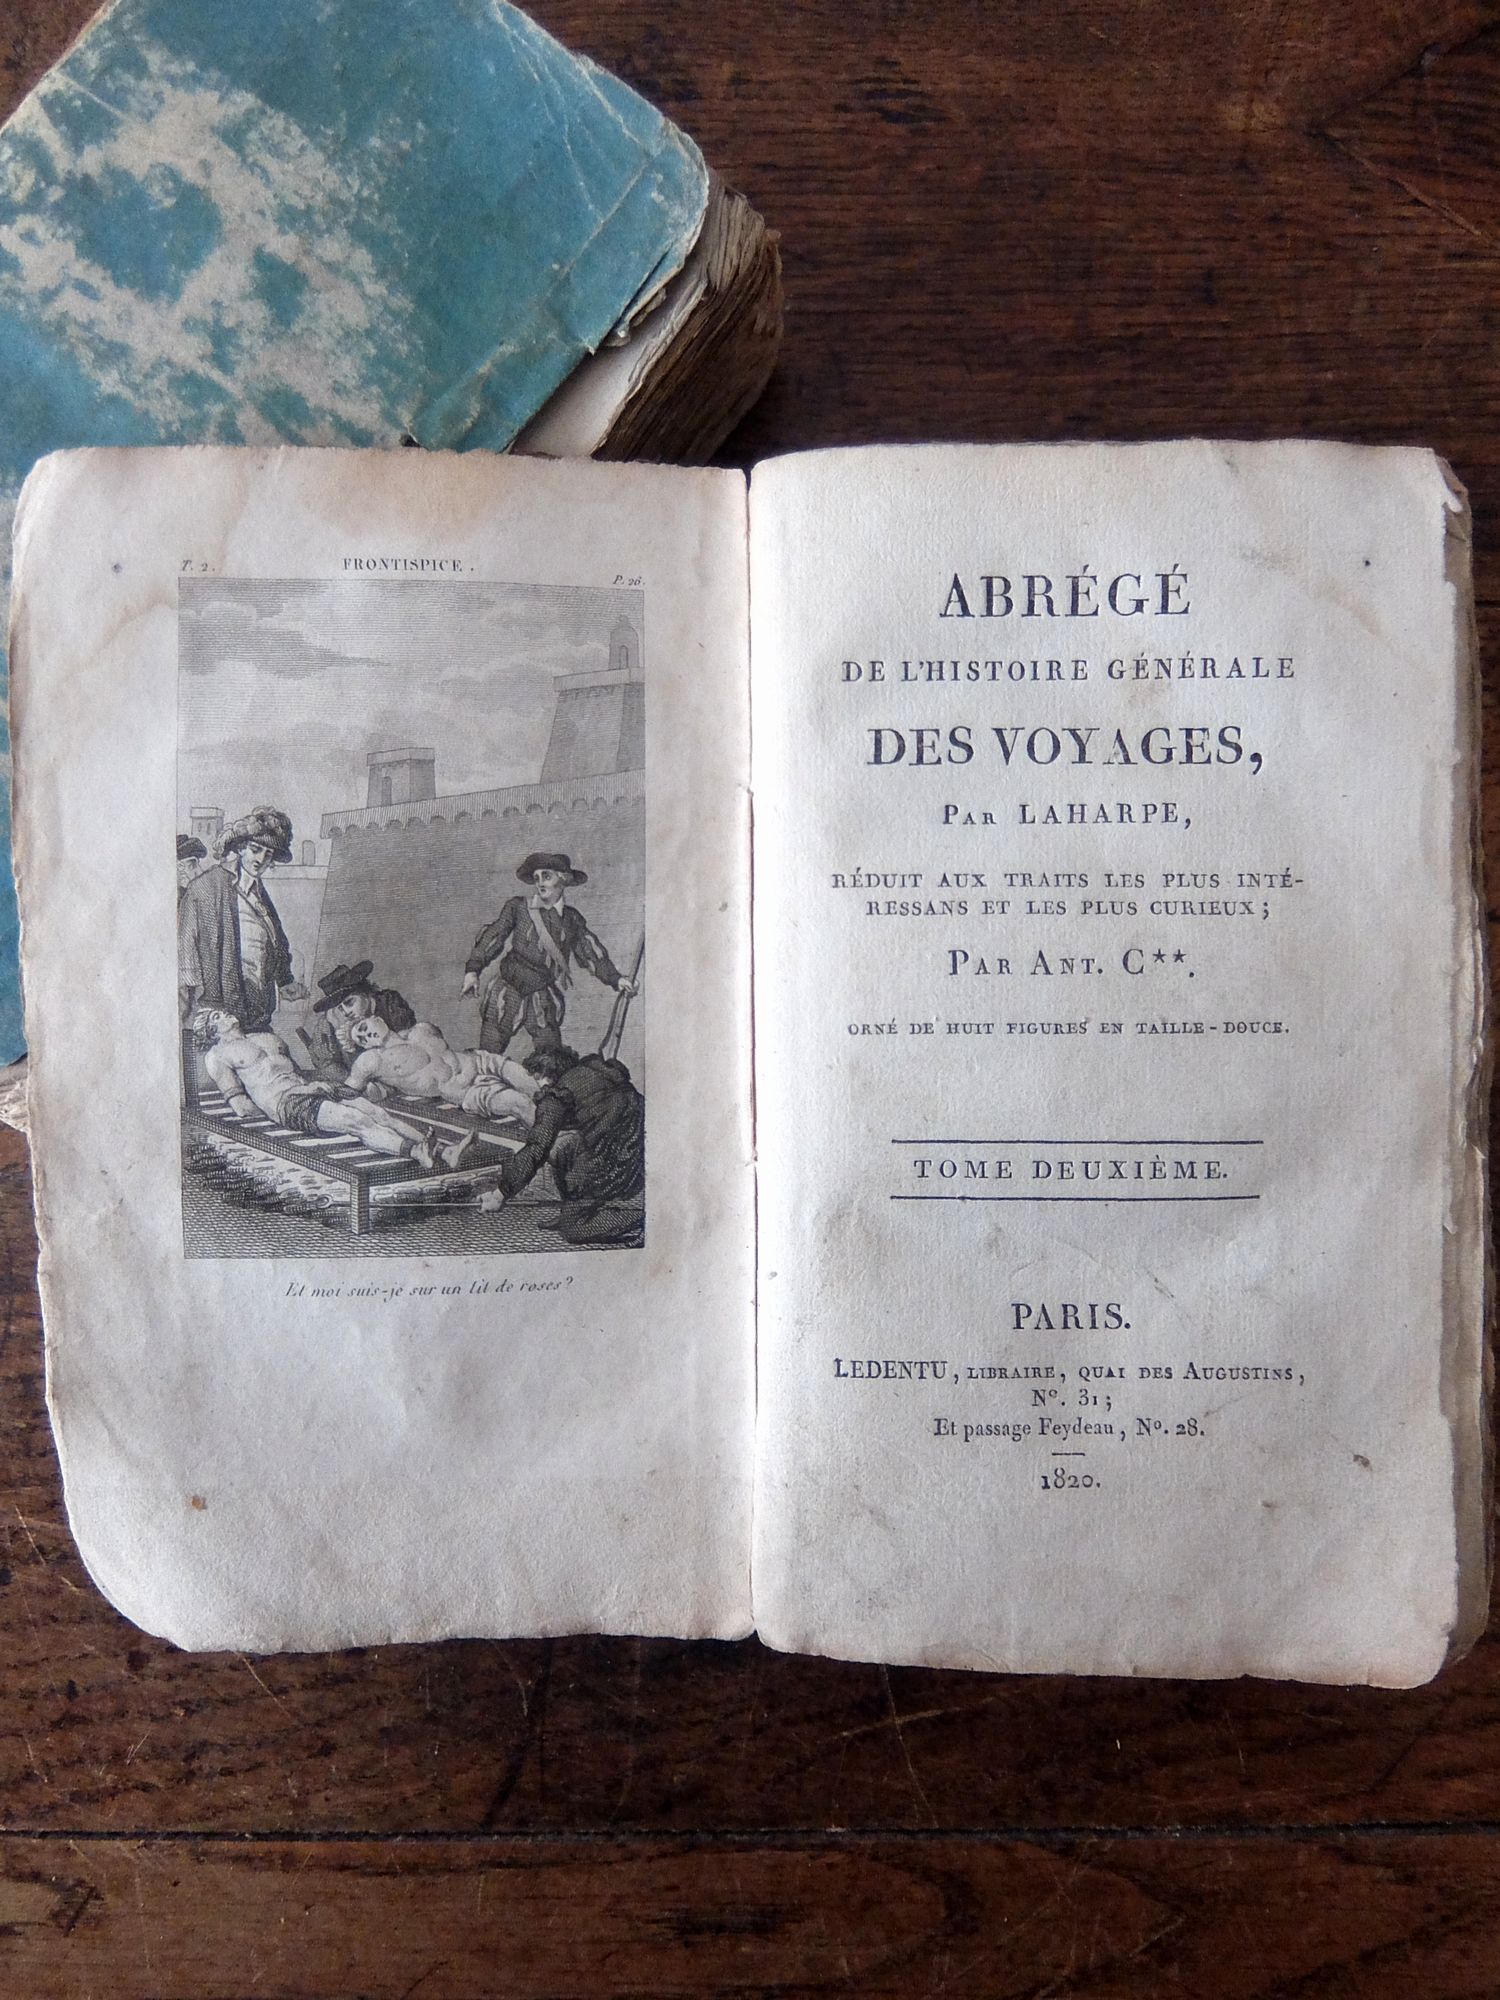 T. 2.
FRONTISPICE.
P. 26.
Et moi suis-je sur un lit de roses?
ABRÉGÉ
DE L'HISTOIRE GÉNÉRALE
DES VOYAGES,
PAR LAHARPE,
RÉDUIT AUX TRAITS LES PLUS INTÉ-
RESSANS ET LES PLUS CURIEUX;
PAR ANT. C**.
ORNÉ DE HUIT FIGURES EN TAILLE-DOUCE.
TOME DEUXIÈME.
PARIS.
LEDENTU, LIBRAIRE, QUAI DES AUGUSTINS,
N°. 31;
Et passage Feydeau, N°. 28.
1820.